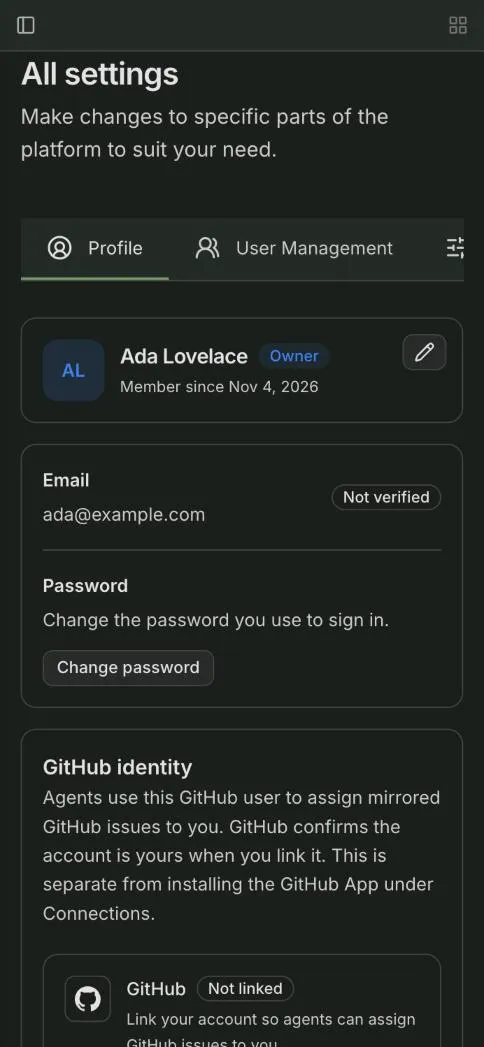 All settings
Make changes to specific parts of the
platform to suit your need.
Profile
User Management
AL
Ada Lovelace
Owner
Member since Nov 4, 2026
Email
ada@example.com
Not verified
Password
Change the password you use to sign in.
Change password
GitHub identity
Agents use this GitHub user to assign mirrored
GitHub issues to you. GitHub confirms the
account is yours when you link it. This is
separate from installing the GitHub App under
Connections.
GitHub
Not linked
Link your account so agents can assign
GitHub issues to you